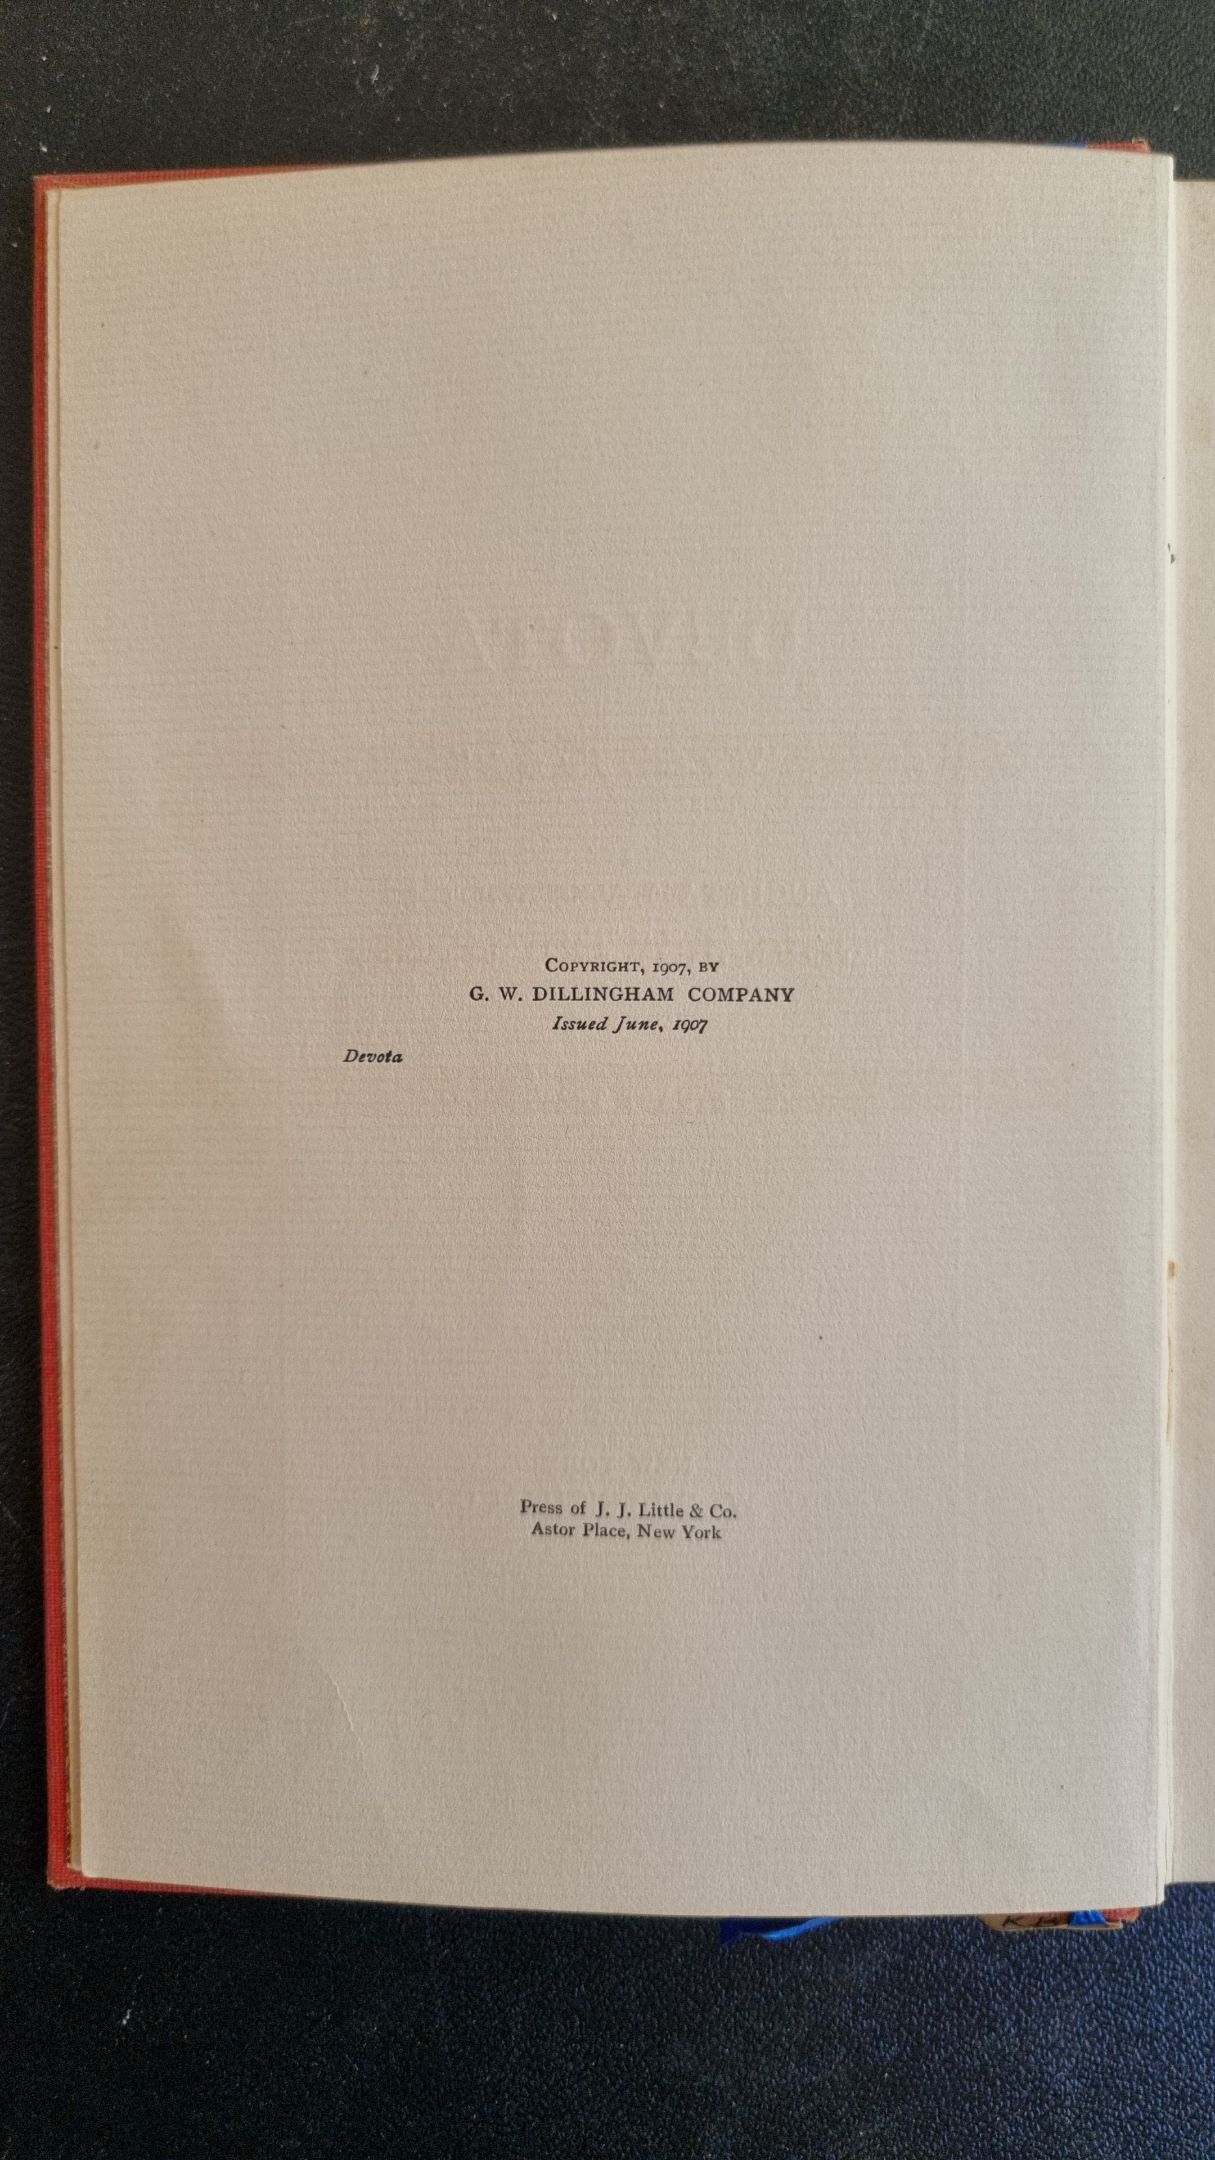 COPYRIGHT, 1907, BY
G. W. DILLINGHAM COMPANY
Issued June, 1907
Devota
Press of J. J. Little & Co.
Astor Place, New York